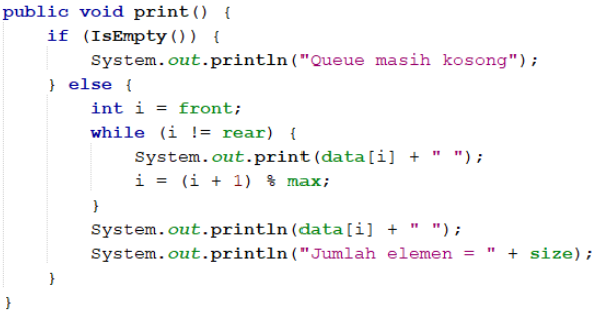 public void print() {
    if (IsEmpty()) {
        System.out.println("Queue masih kosong");
    } else {
        int i = front;
        while (i != rear) {
            System.out.print(data[i] + " ");
            i = (i + 1) % max;
        }
        System.out.println(data[i] + " ");
        System.out.println("Jumlah elemen = " + size);
    }
}